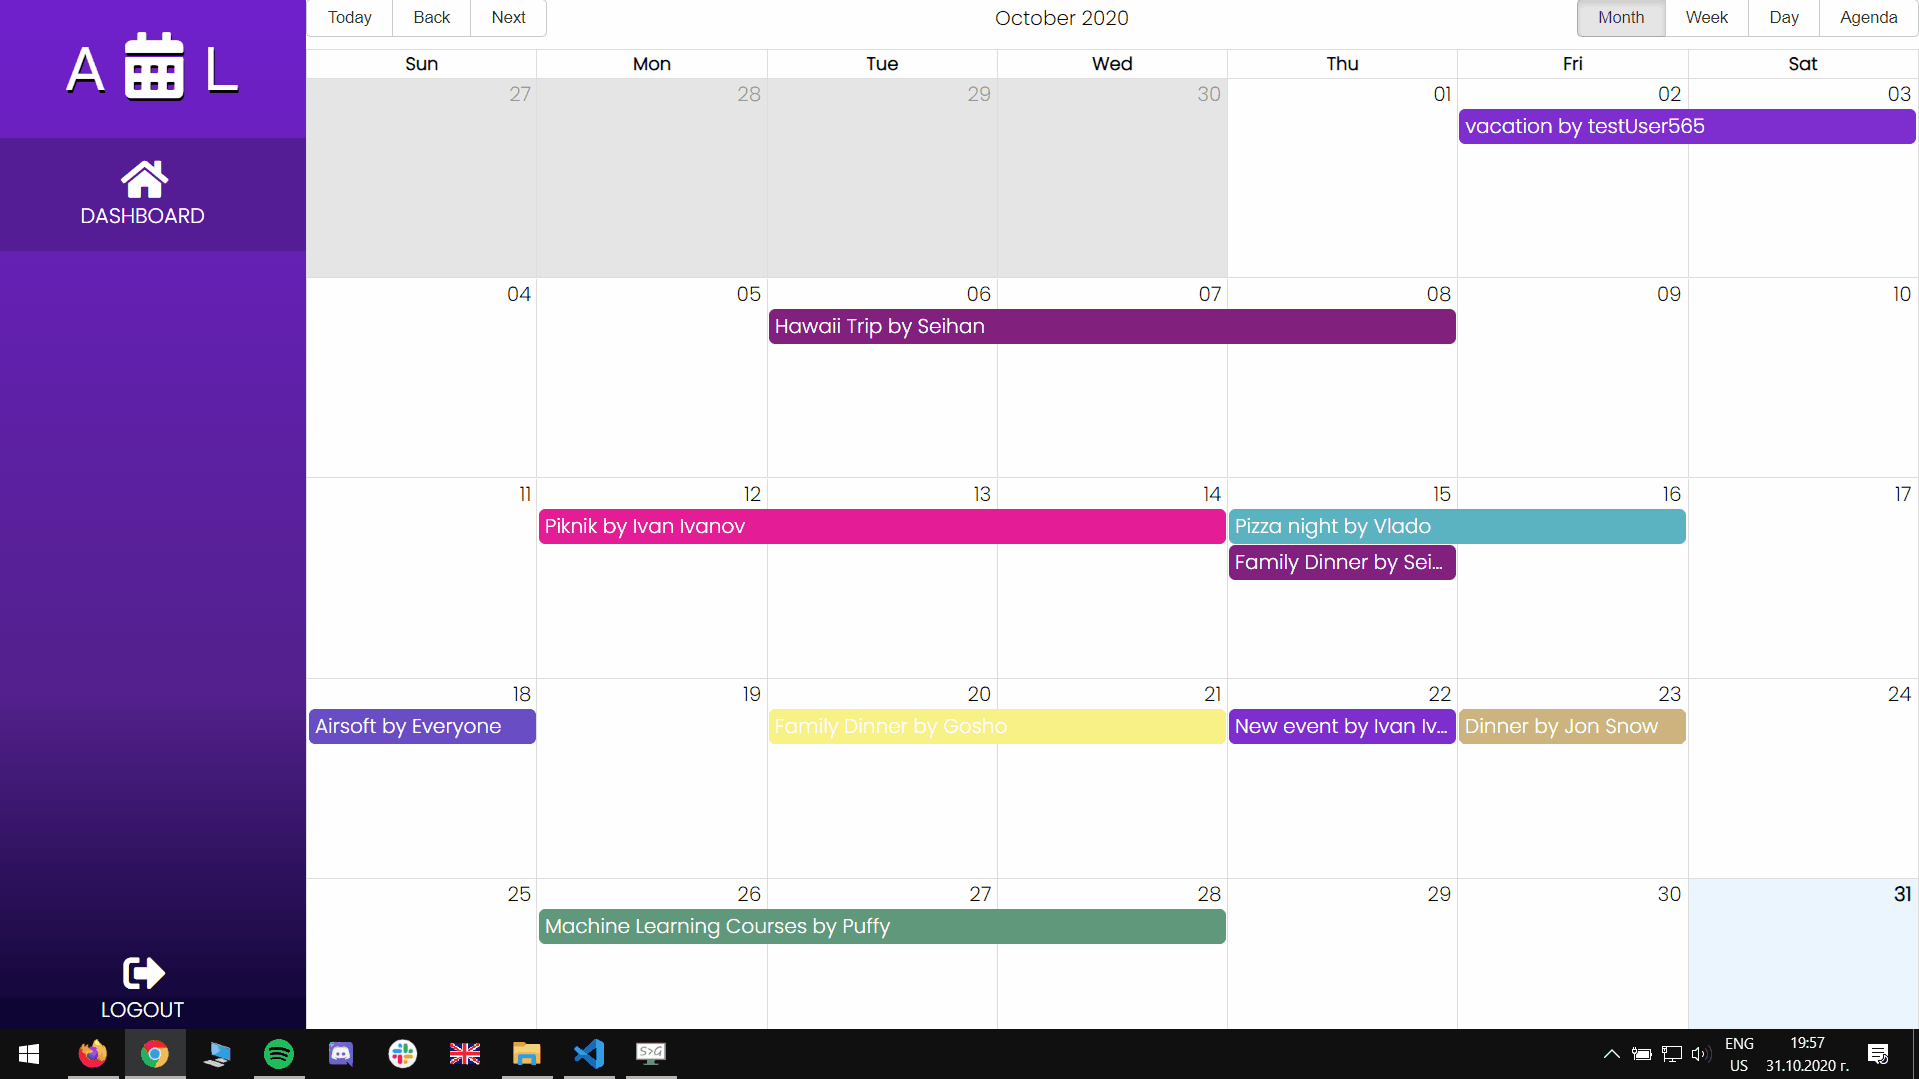 A L
DASHBOARD
LOGOUT
Today Back Next
October 2020
Month Week Day Agenda
Sun Mon Tue Wed Thu Fri Sat
27 28 29 30 01 02 03
vacation by testUser565
04 05 06 07 08 09 10
Hawaii Trip by Seihan
11 12 13 14 15 16 17
Piknik by Ivan Ivanov
Pizza night by Vlado
Family Dinner by Sei...
18 19 20 21 22 23 24
Airsoft by Everyone
Family Dinner by Gosho
New event by Ivan Iv...
Dinner by Jon Snow
25 26 27 28 29 30 31
Machine Learning Courses by Puffy
S>G
ENG
US
19:57
31.10.2020 г.